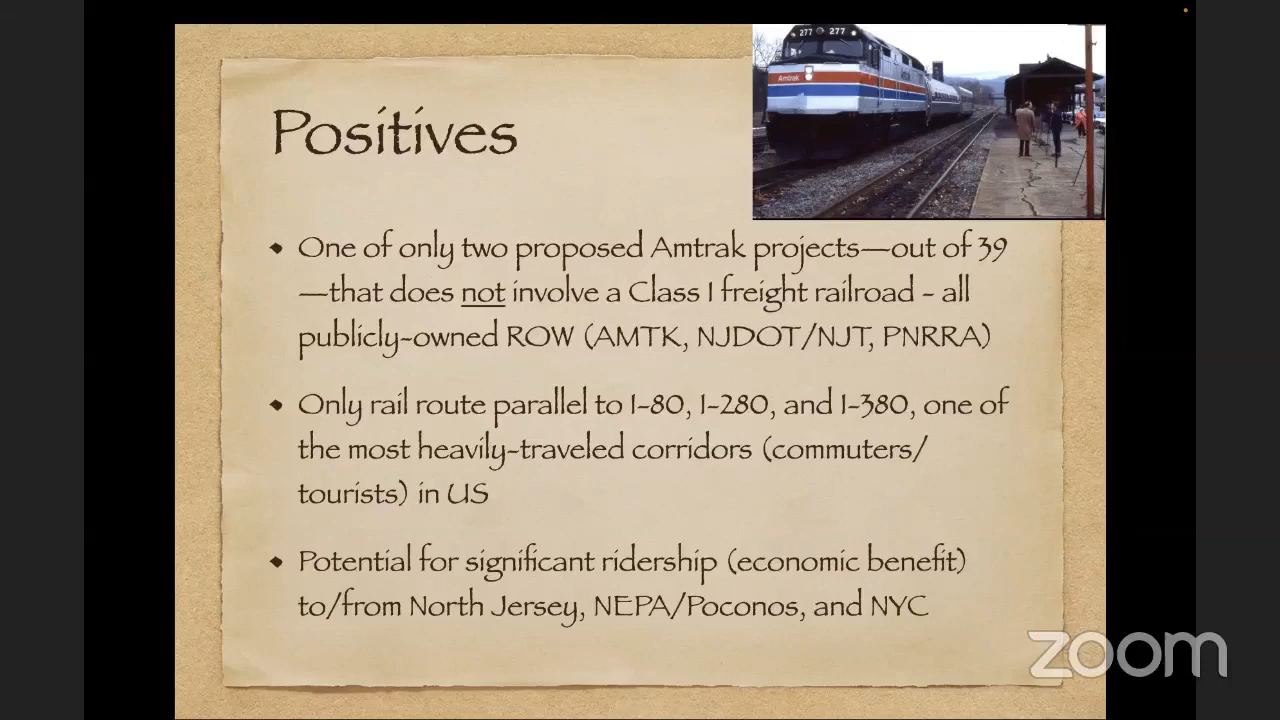 277 277
Amtrak
Positives
• One of only two proposed Amtrak projects—out of 39
—that does not involve a Class I freight railroad - all
publicly-owned ROW (AMTK, NJDOT/NJT, PNRRA)
• Only rail route parallel to I-80, I-280, and I-380, one of
the most heavily-traveled corridors (commuters/
tourists) in US
• Potential for significant ridership (economic benefit)
to/from North Jersey, NEPA/Poconos, and NYC
zoom